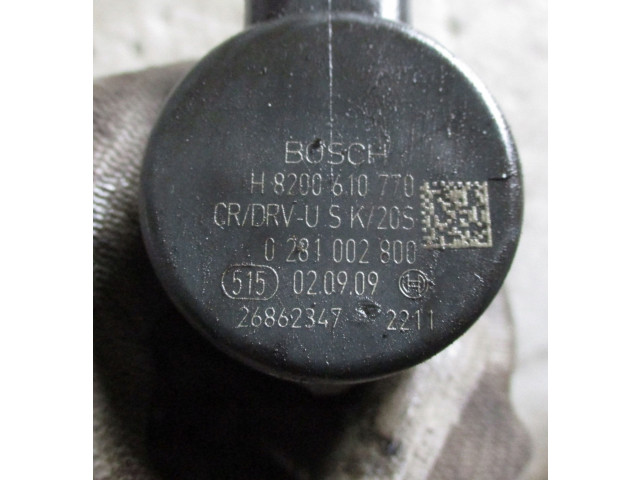 BOSCH
H 8200 610 770
CR/DRV-U S K/20S
0 281 002 800
515 02.09.09
26862347 2211